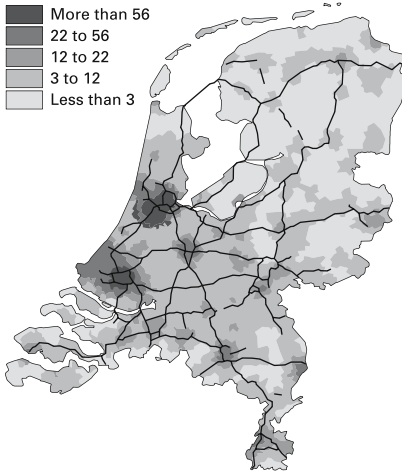 More than 56
22 to 56
12 to 22
3 to 12
Less than 3